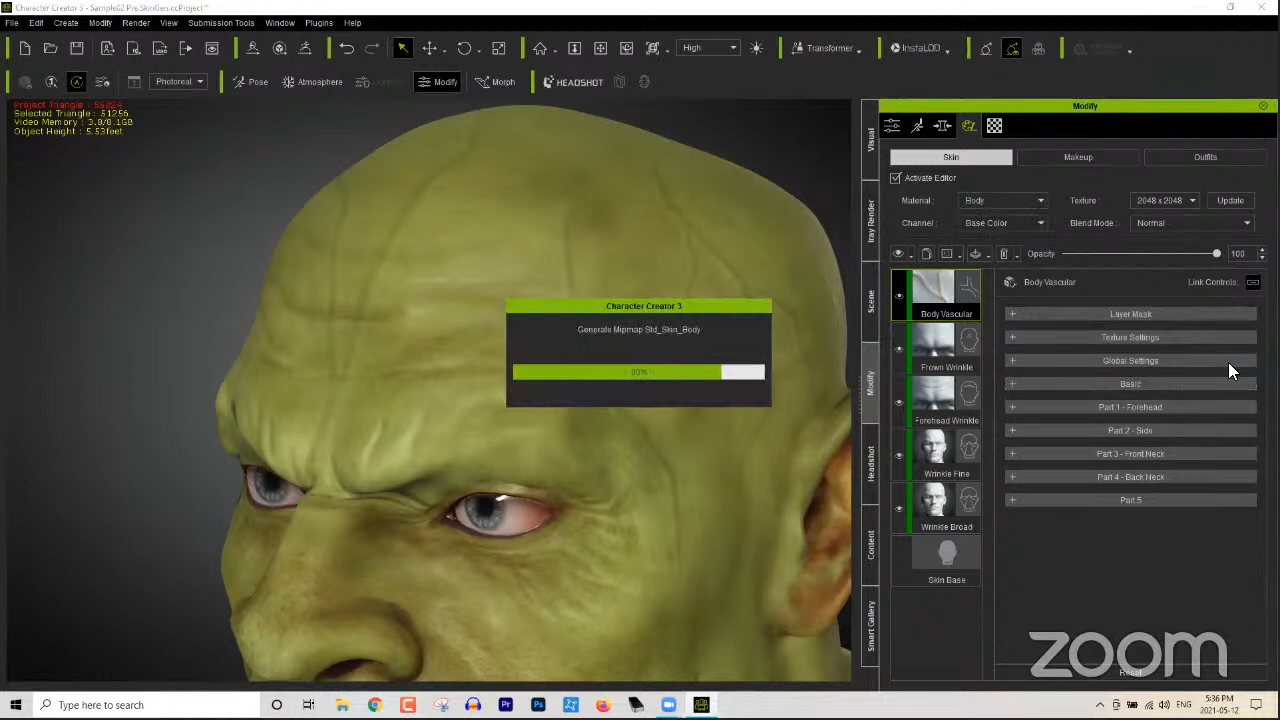 Character Creator 3 - Sample02 Pre.SkinGen.ccProject*
File Edit Create Modify Render View Submission Tools Window Plugins Help
High Transformer InstaLOD
Photoreal Pose Atmosphere Modify Morph HEADSHOT
Project Triangle : 55224
Selected Triangle : 51256
Video Memory : 3.0/0.1GB
Object Height : 5.53feet
Modify
Skin Makeup Outfits
Activate Editor
Material : Body Texture : 2048 x 2048 Update
Channel : Base Color Blend Mode : Normal
Opacity 100
Body Vascular Link Controls:
Body Vascular
Frown Wrinkle
Forehead Wrinkle
Wrinkle Fine
Wrinkle Broad
Skin Base
Layer Mask
Texture Settings
Global Settings
Basic
Part 1 - Forehead
Part 2 - Side
Part 3 - Front Neck
Part 4 - Back Neck
Part 5
Reset
Visual
Iray Render
Scene
Modify
Headshot
Content
Smart Gallery
Character Creator 3
Generate Mipmap Std_Skin_Body
zoom
Type here to search
ENG
5:36 PM
2021-05-12